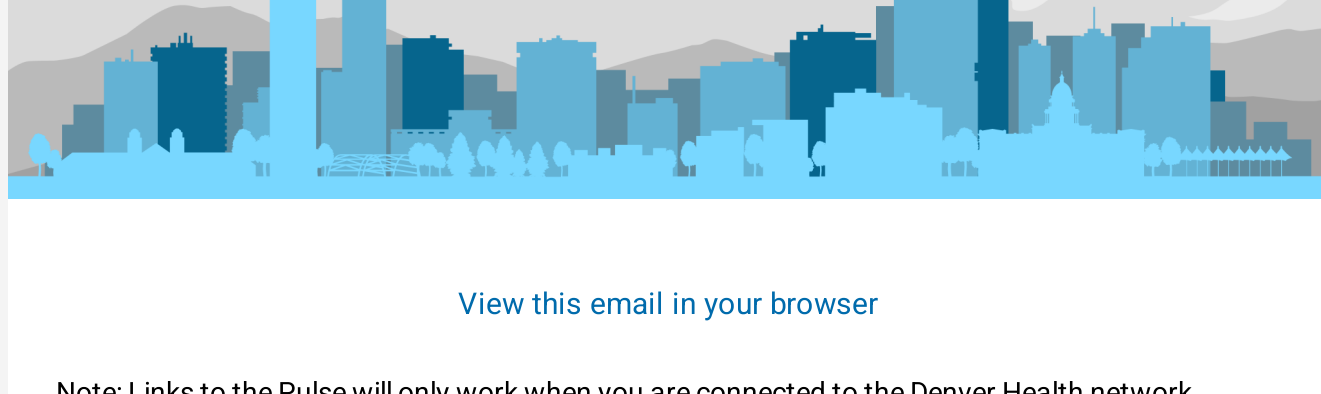 View this email in your browser
Note: Links to the Pulse will only work when you are connected to the Denver Health network.